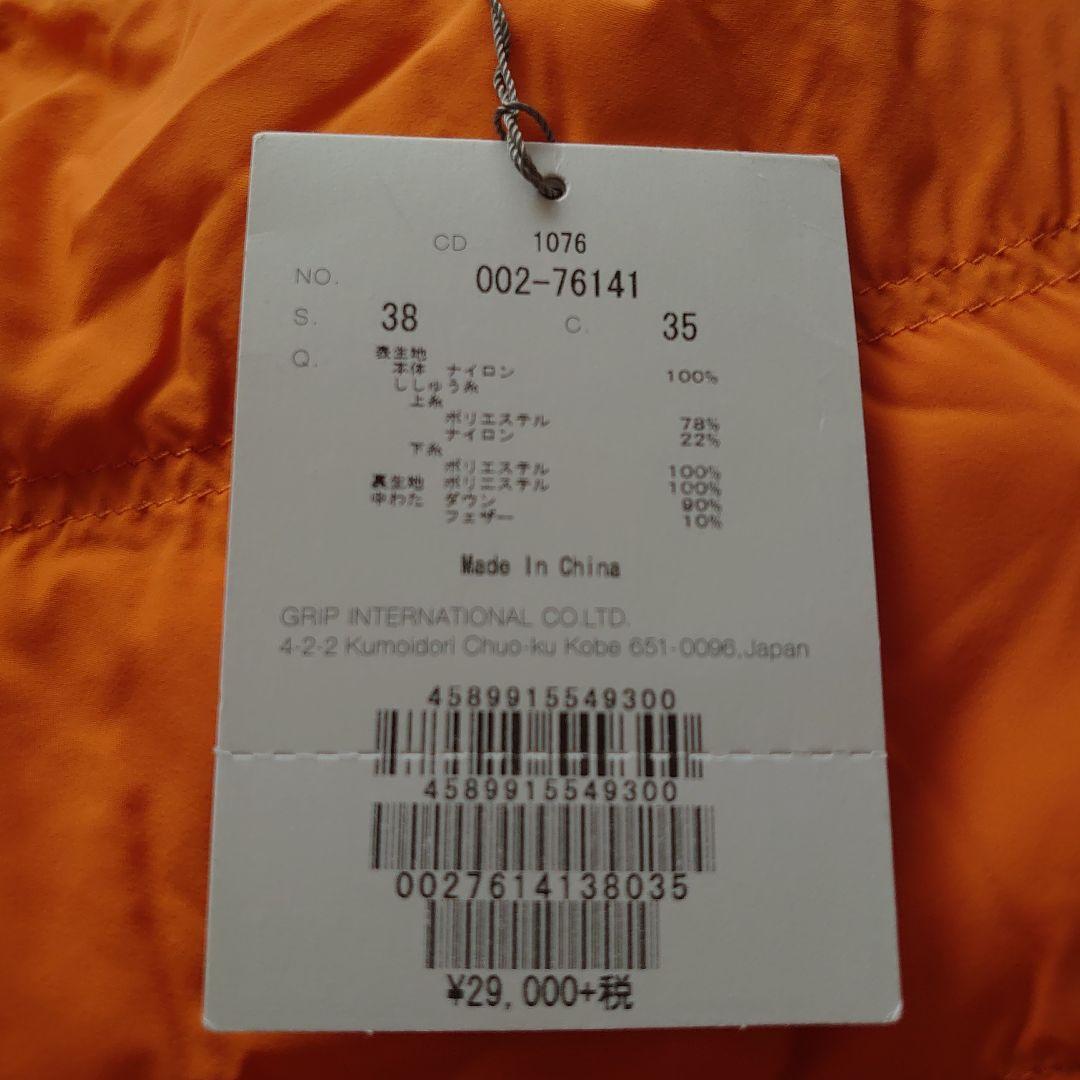 CD 1076
NO. 002-76141
S. 38 C. 35
Q. 表生地
本体 ナイロン 100%
ししゅう糸
上糸
ポリエステル 78%
ナイロン 22%
下糸
ポリエステル 100%
裏生地 ポリエステル 100%
中わた ダウン 90%
フェザー 10%
Made In China
GRIP INTERNATIONAL CO.LTD.
4-2-2 Kumoidori Chuo-ku Kobe 651-0096,Japan
4589915549300
4589915549300
0027614138035
¥29,000+税